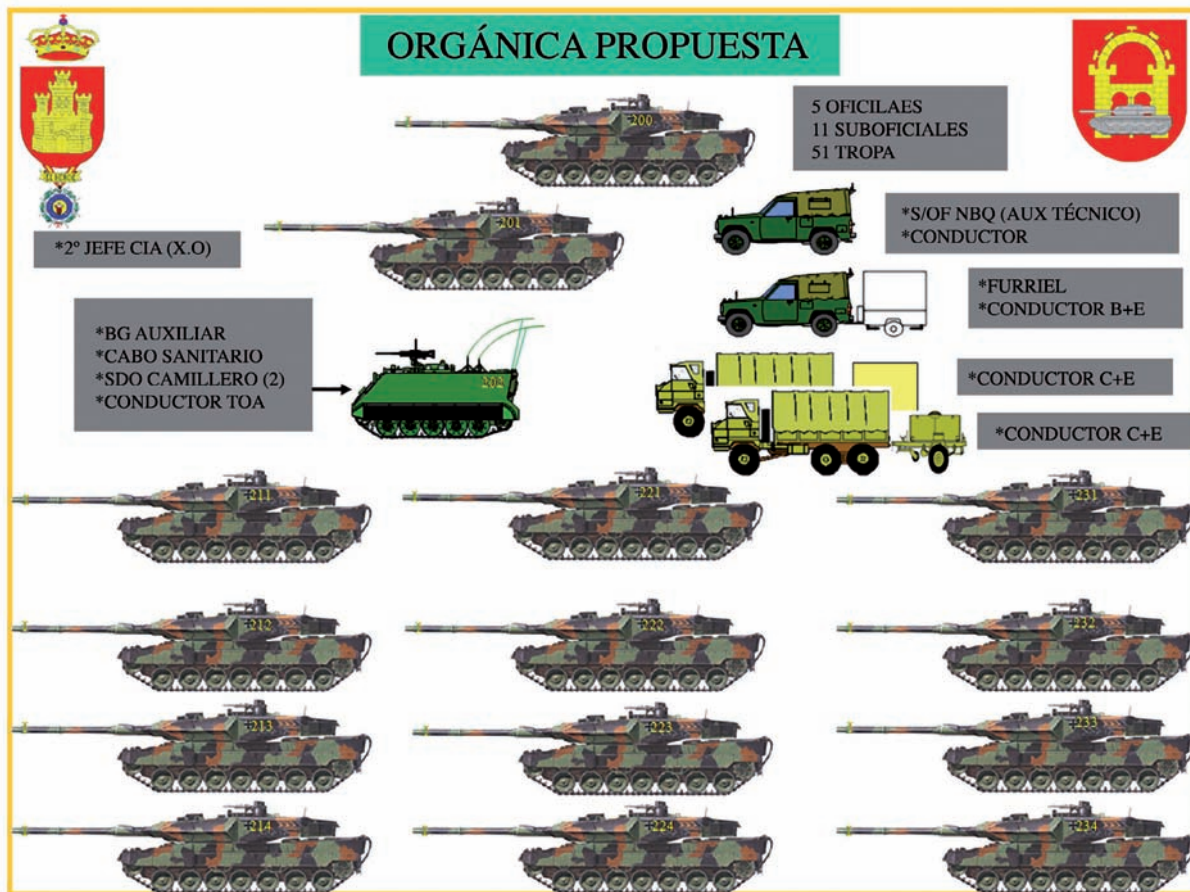 ORGÁNICA PROPUESTA
200
5 OFICILAES
11 SUBOFICIALES
51 TROPA
201
*2º JEFE CIA (X.O)
*S/OF NBQ (AUX TÉCNICO)
*CONDUCTOR
*FURRIEL
*CONDUCTOR B+E
*BG AUXILIAR
*CABO SANITARIO
*SDO CAMILLERO (2)
*CONDUCTOR TOA
202
*CONDUCTOR C+E
*CONDUCTOR C+E
211
221
231
212
222
232
213
223
233
214
224
234